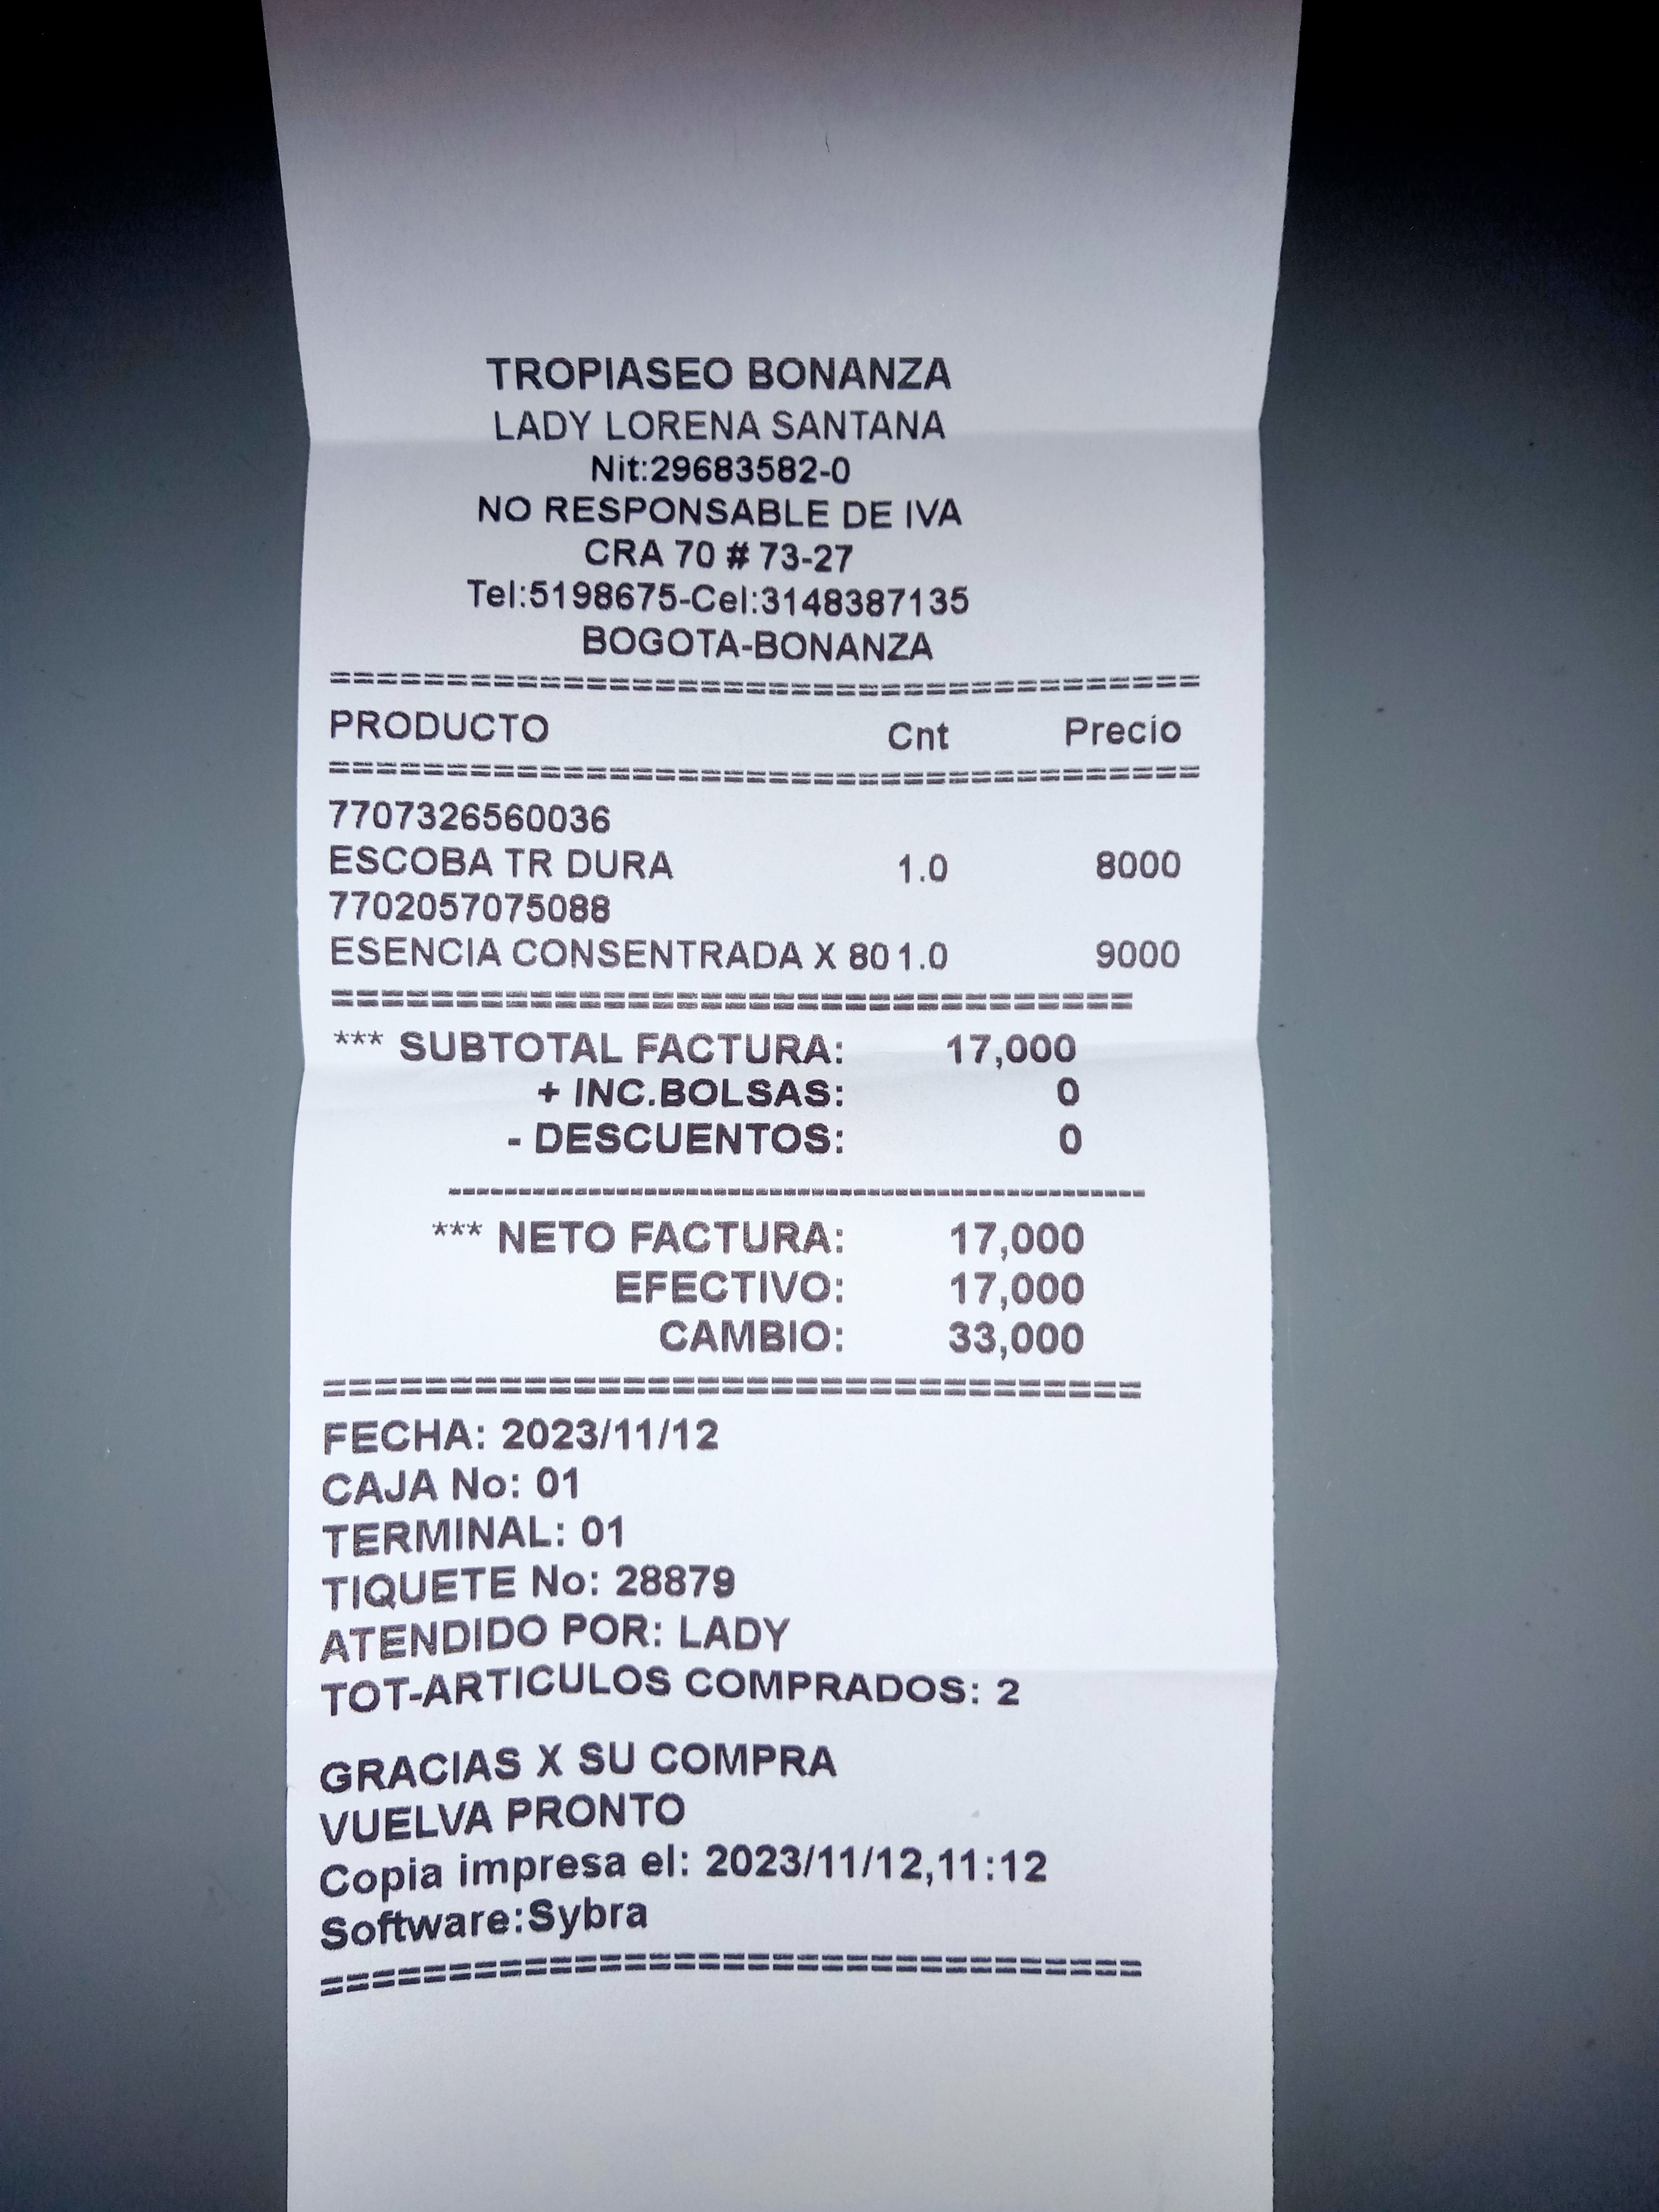 TROPIASEO BONANZA
LADY LORENA SANTANA
Nit:29683582-0
NO RESPONSABLE DE IVA
CRA 70 # 73-27
Tel:5198675-Cel:3148387135
BOGOTA-BONANZA
======================================
PRODUCTO Cnt Precio
======================================
7707326560036
ESCOBA TR DURA 1.0 8000
7702057075088
ESENCIA CONSENTRADA X 80 1.0 9000
================================
*** SUBTOTAL FACTURA: 17,000
+ INC.BOLSAS: 0
- DESCUENTOS: 0
----------------------------------------
*** NETO FACTURA: 17,000
EFECTIVO: 17,000
CAMBIO: 33,000
================================
FECHA: 2023/11/12
CAJA No: 01
TERMINAL: 01
TIQUETE No: 28879
ATENDIDO POR: LADY
TOT-ARTICULOS COMPRADOS: 2
GRACIAS X SU COMPRA
VUELVA PRONTO
Copia impresa el: 2023/11/12,11:12
Software:Sybra
================================